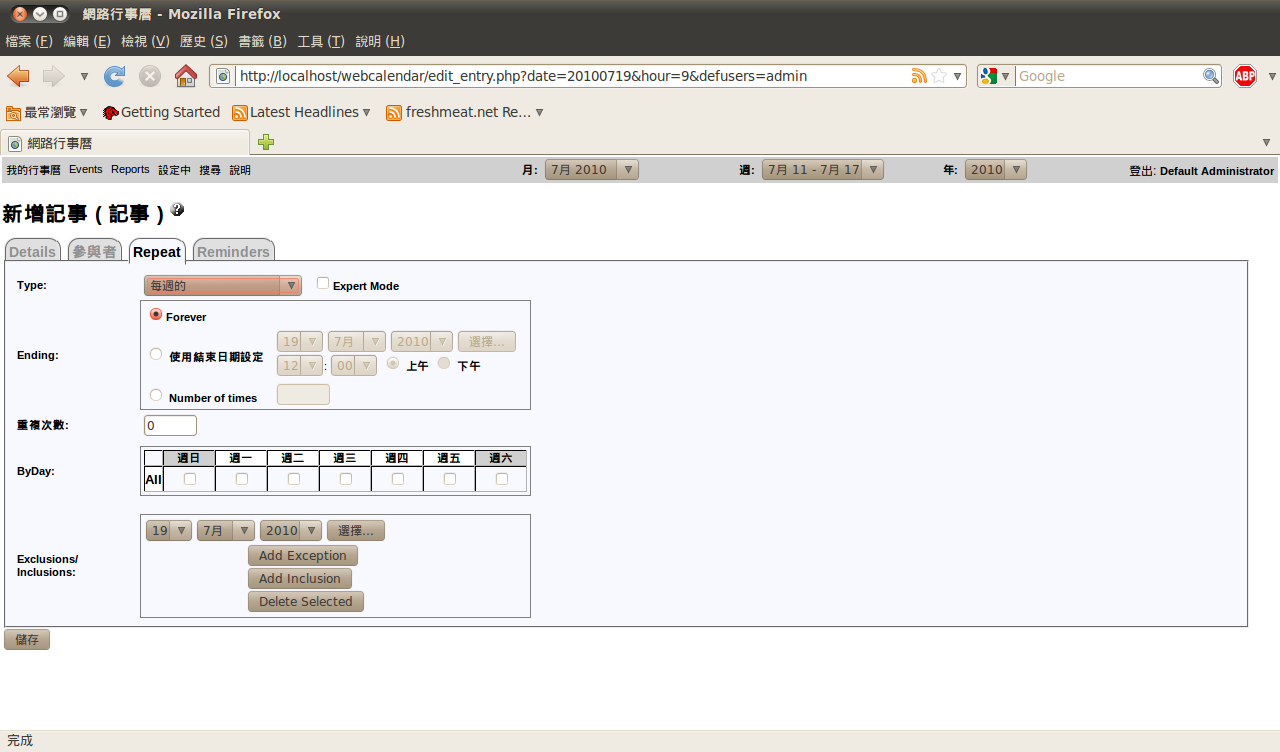 網路行事曆 - Mozilla Firefox
檔案 (F) 編輯 (E) 檢視 (V) 歷史 (S) 書籤 (B) 工具 (T) 說明 (H)
http://localhost/webcalendar/edit_entry.php?date=20100719&hour=9&defusers=admin Google ABP
最常瀏覽 Getting Started Latest Headlines freshmeat.net Re...
網路行事曆
我的行事曆 Events Reports 設定中 搜尋 說明 月: 7月 2010 週: 7月 11 - 7月 17 年: 2010 登出: Default Administrator
新增記事 ( 記事 ) ?
Details 參與者 Repeat Reminders
Type: 每週的 Expert Mode
Forever
Ending: 使用結束日期設定 19 7月 2010 選擇...
12 : 00 上午 下午
Number of times
重複次數: 0
週日 週一 週二 週三 週四 週五 週六
ByDay:
All
19 7月 2010 選擇...
Exclusions/
Inclusions:
Add Exception
Add Inclusion
Delete Selected
儲存
完成